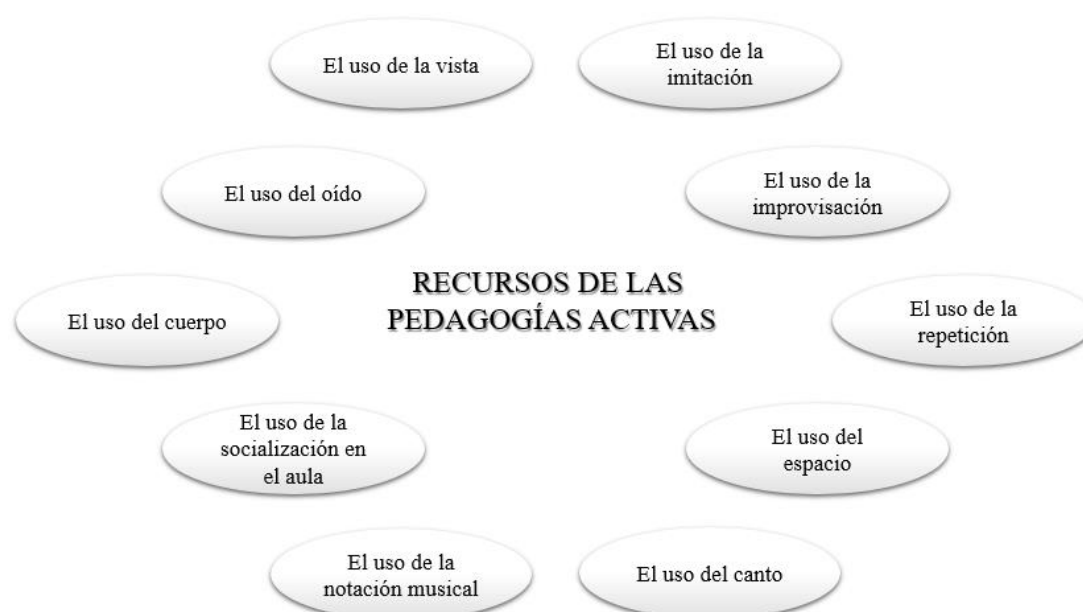 El uso de la vista
El uso de la
imitación
El uso del oído
El uso de la
improvisación
RECURSOS DE LAS
PEDAGOGÍAS ACTIVAS
El uso del cuerpo
El uso de la
repetición
El uso de la
socialización en
el aula
El uso del
espacio
El uso de la
notación musical
El uso del canto